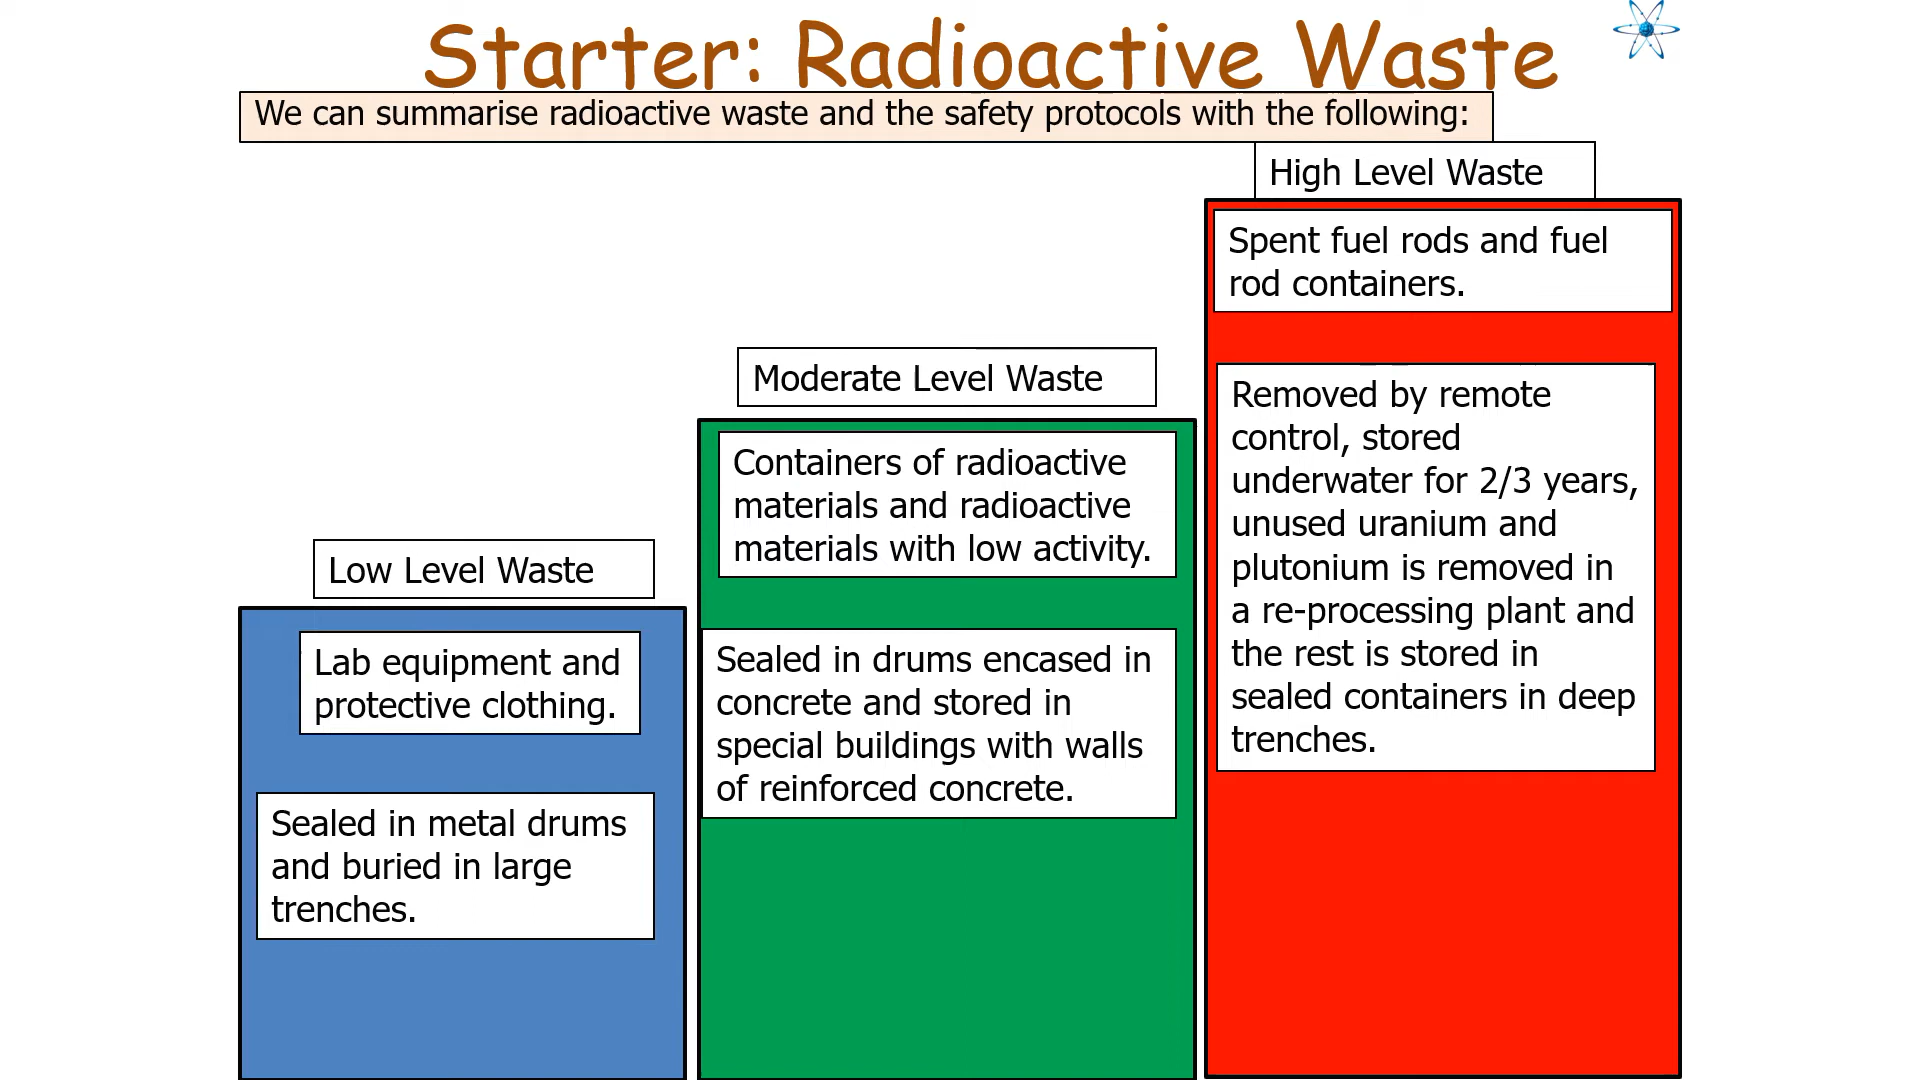 Starter: Radioactive Waste
We can summarise radioactive waste and the safety protocols with the following:
High Level Waste
Spent fuel rods and fuel
rod containers.
Removed by remote
control, stored
underwater for 2/3 years,
unused uranium and
plutonium is removed in
a re-processing plant and
the rest is stored in
sealed containers in deep
trenches.
Moderate Level Waste
Containers of radioactive
materials and radioactive
materials with low activity.
Sealed in drums encased in
concrete and stored in
special buildings with walls
of reinforced concrete.
Low Level Waste
Lab equipment and
protective clothing.
Sealed in metal drums
and buried in large
trenches.